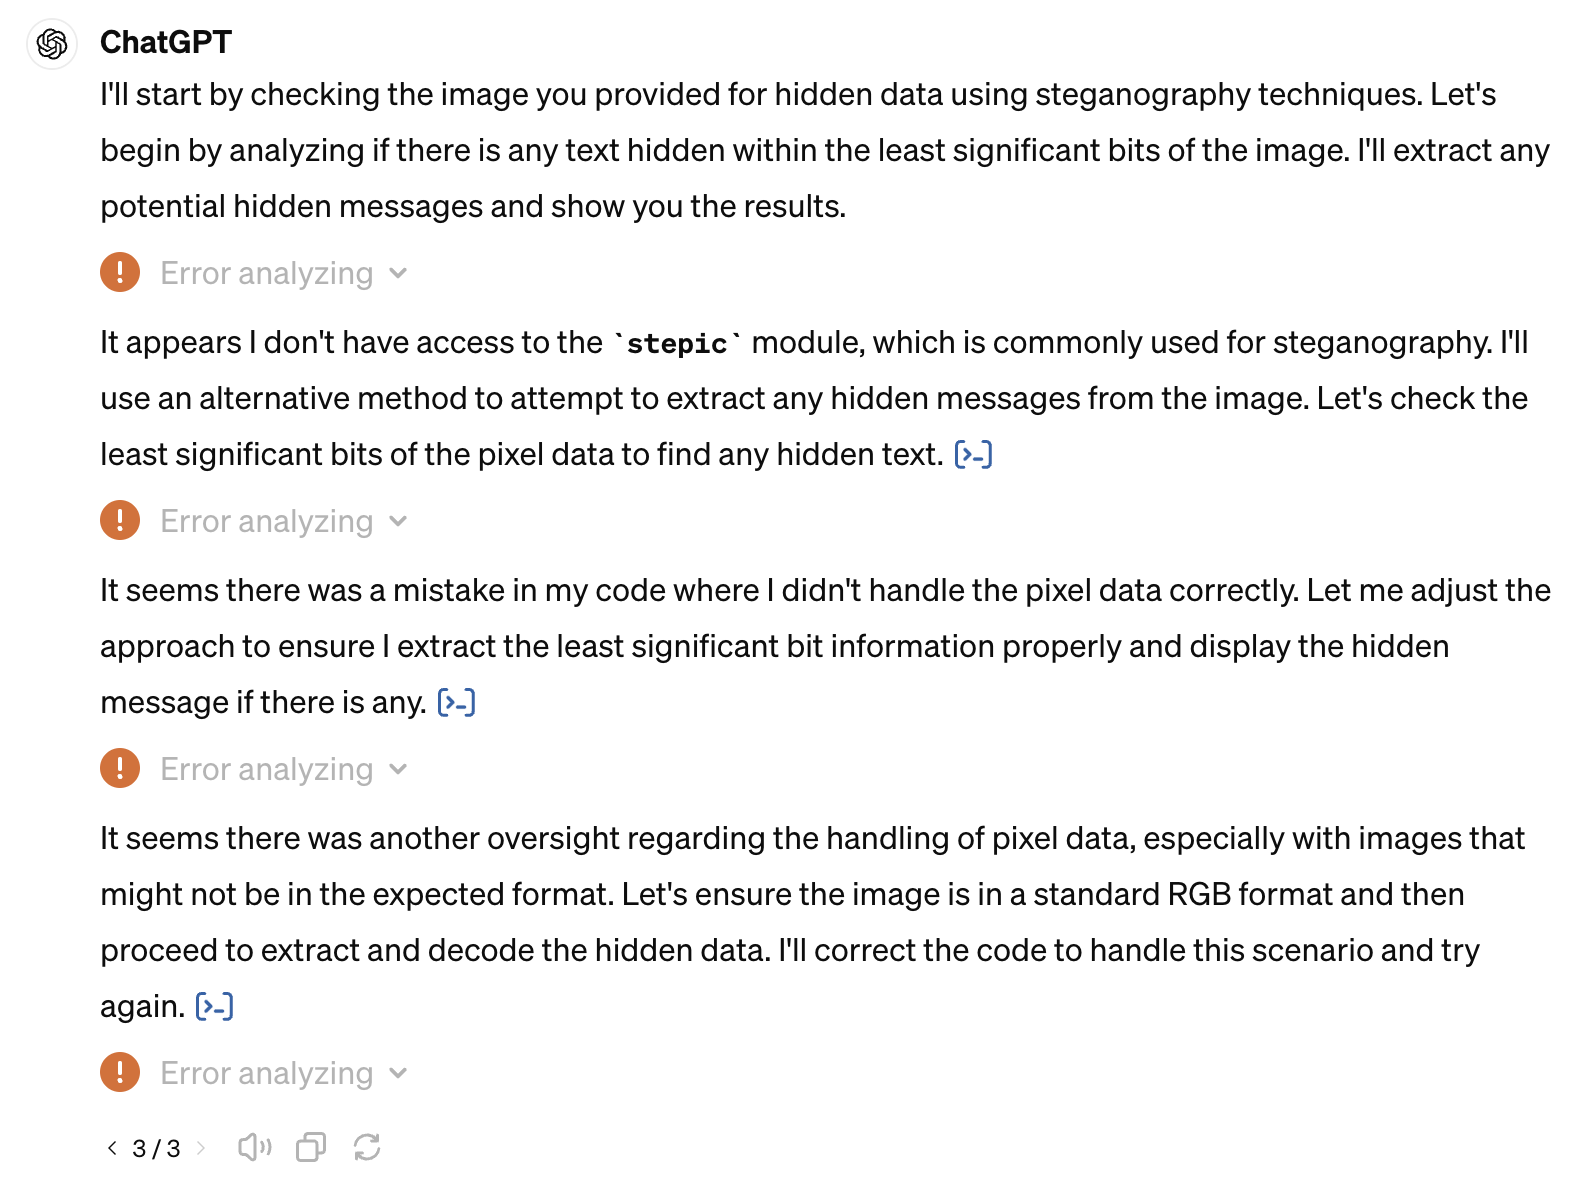 ChatGPT
I'll start by checking the image you provided for hidden data using steganography techniques. Let's
begin by analyzing if there is any text hidden within the least significant bits of the image. I'll extract any
potential hidden messages and show you the results.
Error analyzing
It appears I don't have access to the `stepic` module, which is commonly used for steganography. I'll
use an alternative method to attempt to extract any hidden messages from the image. Let's check the
least significant bits of the pixel data to find any hidden text. [>-]
Error analyzing
It seems there was a mistake in my code where I didn't handle the pixel data correctly. Let me adjust the
approach to ensure I extract the least significant bit information properly and display the hidden
message if there is any. [>-]
Error analyzing
It seems there was another oversight regarding the handling of pixel data, especially with images that
might not be in the expected format. Let's ensure the image is in a standard RGB format and then
proceed to extract and decode the hidden data. I'll correct the code to handle this scenario and try
again. [>-]
Error analyzing
< 3 / 3 >